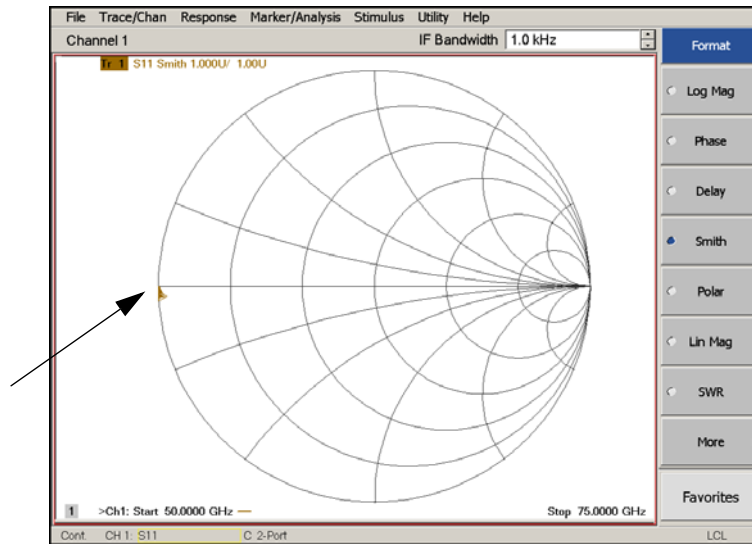 File Trace/Chan Response Marker/Analysis Stimulus Utility Help
Channel 1 IF Bandwidth 1.0 kHz
Format
Tr 1 S11 Smith 1.000U/ 1.00U
Log Mag
Phase
Delay
Smith
Polar
Lin Mag
SWR
More
Favorites
1 >Ch1: Start 50.0000 GHz Stop 75.0000 GHz
Cont. CH 1: S11 C 2-Port LCL